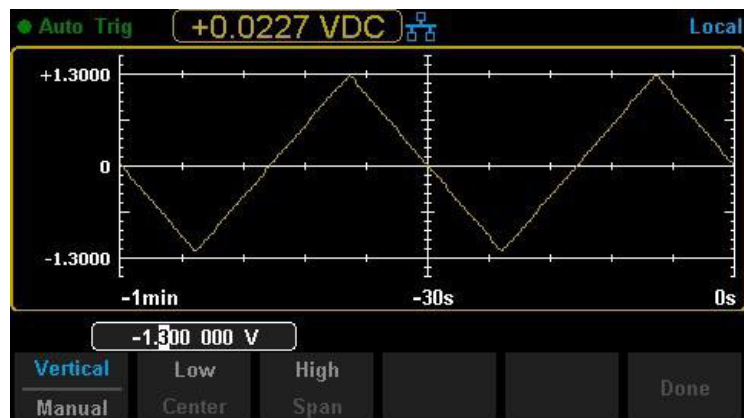 Auto Trig +0.0227 VDC Local
+1.3000
0
-1.3000
-1min -30s 0s
-1.300 000 V
Vertical Low High
Manual Center Span Done